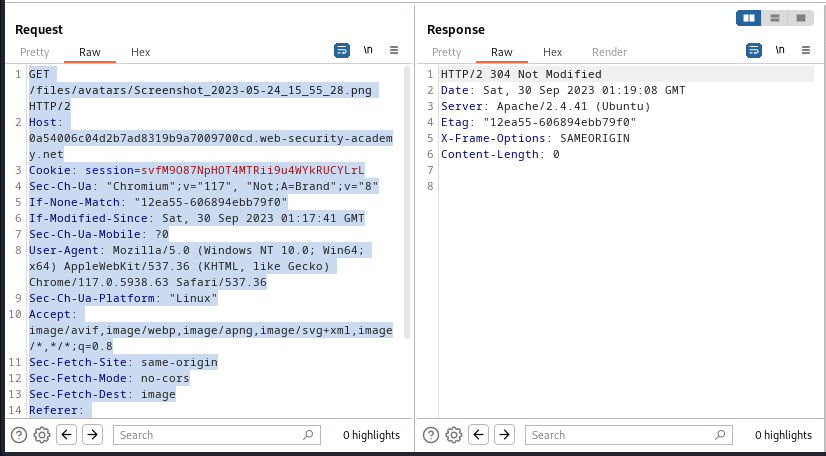 Request
Pretty Raw Hex \n
1 GET
/files/avatars/Screenshot_2023-05-24_15_55_28.png
HTTP/2
2 Host:
0a54006c04d2b7ad8319b9a7009700cd.web-security-academ
y.net
3 Cookie: session=svfM9O87NpHOT4MTRii9u4WYkRUCYLrL
4 Sec-Ch-Ua: "Chromium";v="117", "Not;A=Brand";v="8"
5 If-None-Match: "12ea55-606894ebb79f0"
6 If-Modified-Since: Sat, 30 Sep 2023 01:17:41 GMT
7 Sec-Ch-Ua-Mobile: ?0
8 User-Agent: Mozilla/5.0 (Windows NT 10.0; Win64;
x64) AppleWebKit/537.36 (KHTML, like Gecko)
Chrome/117.0.5938.63 Safari/537.36
9 Sec-Ch-Ua-Platform: "Linux"
10 Accept:
image/avif,image/webp,image/apng,image/svg+xml,image
/*,*/*;q=0.8
11 Sec-Fetch-Site: same-origin
12 Sec-Fetch-Mode: no-cors
13 Sec-Fetch-Dest: image
14 Referer:
Search 0 highlights
Response
Pretty Raw Hex Render \n
1 HTTP/2 304 Not Modified
2 Date: Sat, 30 Sep 2023 01:19:08 GMT
3 Server: Apache/2.4.41 (Ubuntu)
4 Etag: "12ea55-606894ebb79f0"
5 X-Frame-Options: SAMEORIGIN
6 Content-Length: 0
7
8
Search 0 highlights